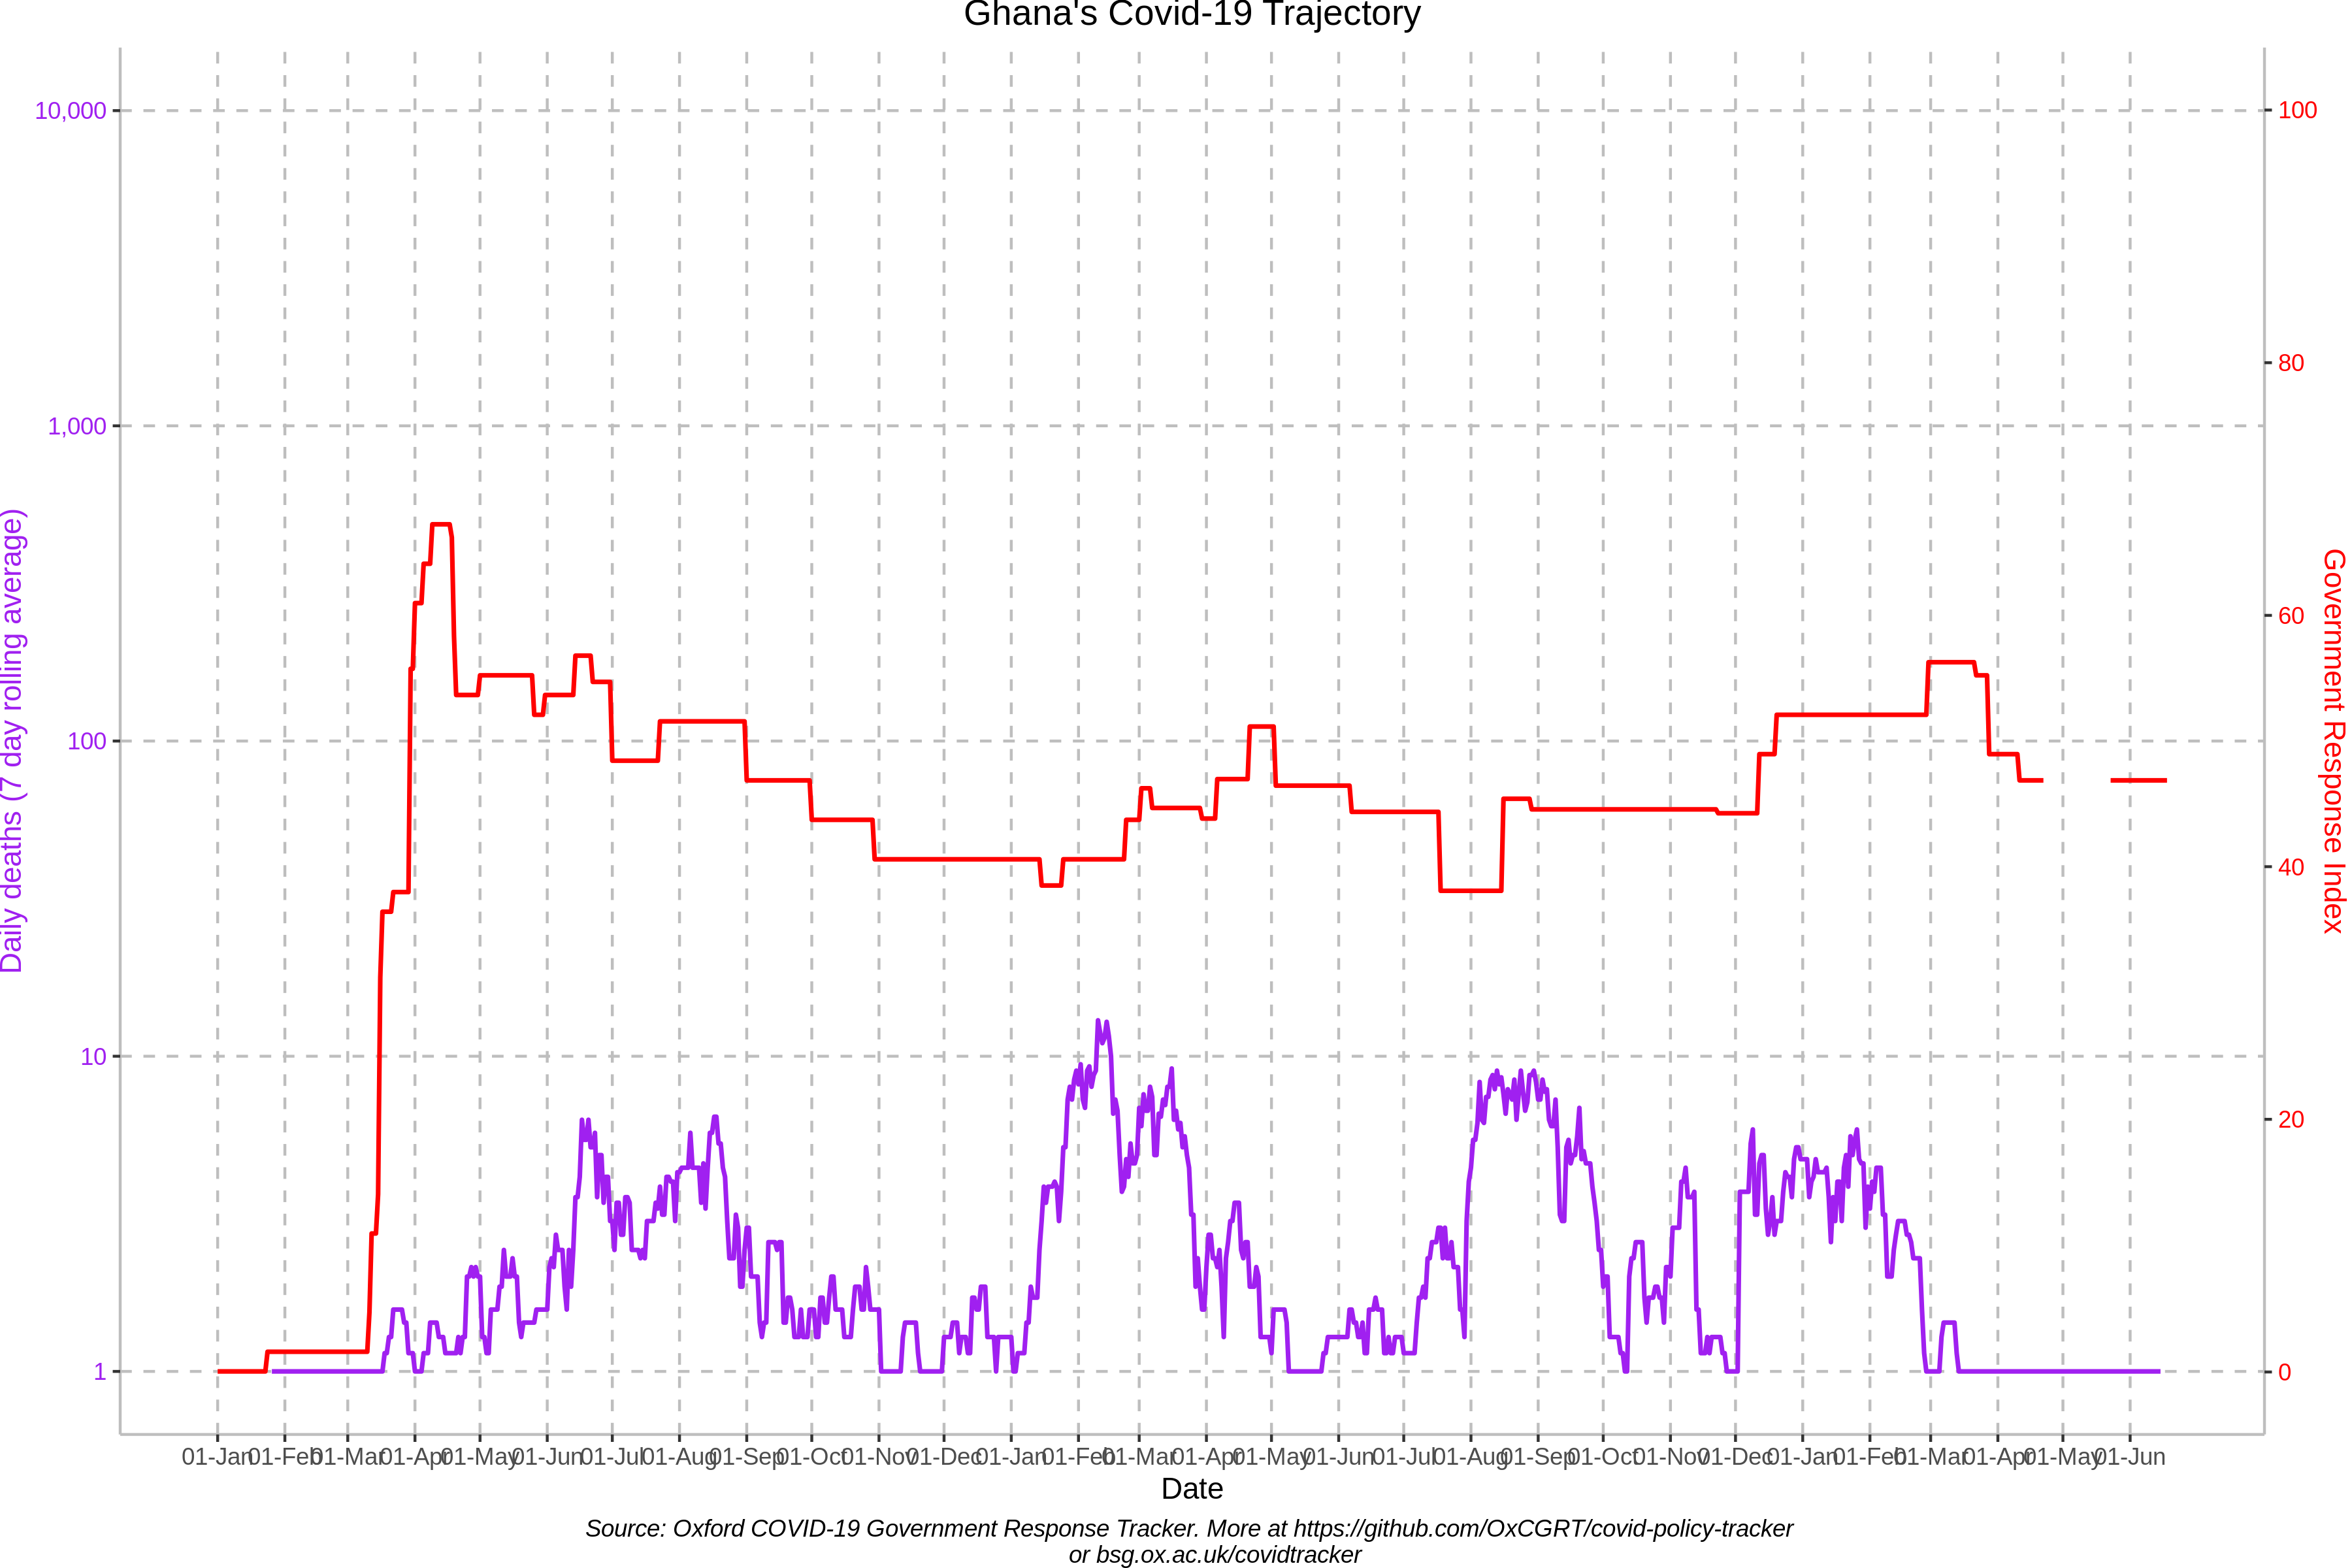 Ghana's Covid-19 Trajectory
10,000
1,000
100
10
1
Daily deaths (7 day rolling average)
100
80
60
40
20
0
Government Response Index
01-Jan 01-Feb 01-Mar 01-Apr 01-May 01-Jun 01-Jul 01-Aug 01-Sep 01-Oct 01-Nov 01-Dec 01-Jan 01-Feb 01-Mar 01-Apr 01-May 01-Jun 01-Jul 01-Aug 01-Sep 01-Oct 01-Nov 01-Dec 01-Jan 01-Feb 01-Mar 01-Apr 01-May 01-Jun
Date
Source: Oxford COVID-19 Government Response Tracker. More at https://github.com/OxCGRT/covid-policy-tracker
or bsg.ox.ac.uk/covidtracker